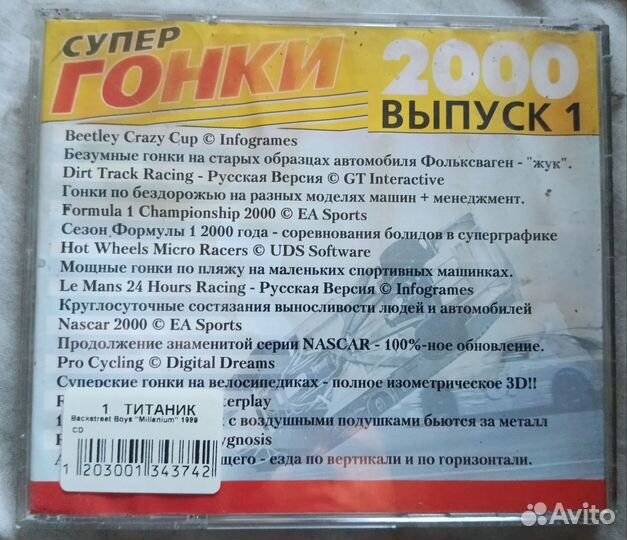 СУПЕР
ГОНКИ
2000
ВЫПУСК 1
Beetley Crazy Cup © Infogrames
Безумные гонки на старых образцах автомобиля Фольксваген - "жук".
Dirt Track Racing - Русская Версия © GT Interactive
Гонки по бездорожью на разных моделях машин + менеджмент.
Formula 1 Championship 2000 © EA Sports
Сезон Формулы 1 2000 года - соревнования болидов в суперграфике
Hot Wheels Micro Racers © UDS Software
Мощные гонки по пляжу на маленьких спортивных машинках.
Le Mans 24 Hours Racing - Русская Версия © Infogrames
Круглосуточные состязания выносливости людей и автомобилей
Nascar 2000 © EA Sports
Продолжение знаменитой серии NASCAR - 100%-ное обновление.
Pro Cycling © Digital Dreams
Суперские гонки на велосипедиках - полное изометрическое 3D!!
terplay
с воздушными подушками бьются за металл
ygnosis
щего - езда по вертикали и по горизонтали.
1 ТИТАНИК
Backstreet Boys "Millenium" 1999
CD
1 203001 343742
Avito